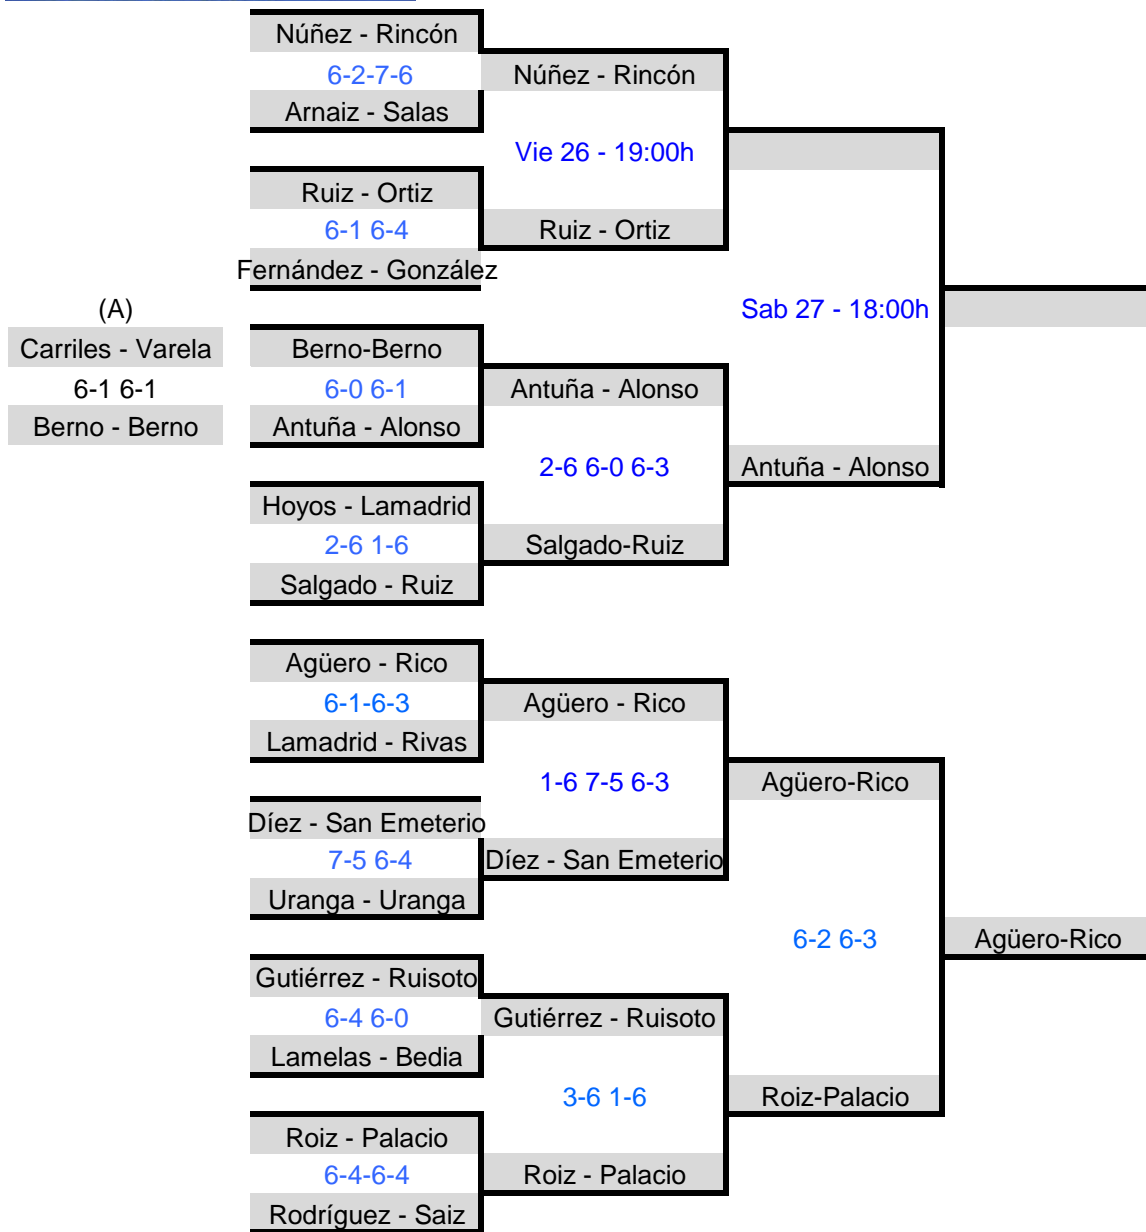 Núñez - Rincón
6-2-7-6
Núñez - Rincón
Arnaiz - Salas
Vie 26 - 19:00h
Ruiz - Ortiz
6-1 6-4
Ruiz - Ortiz
Fernández - González
(A)
Sab 27 - 18:00h
Carriles - Varela
Berno-Berno
6-1 6-1
6-0 6-1
Antuña - Alonso
Berno - Berno
Antuña - Alonso
2-6 6-0 6-3
Antuña - Alonso
Hoyos - Lamadrid
2-6 1-6
Salgado-Ruiz
Salgado - Ruiz
Agüero - Rico
6-1-6-3
Agüero - Rico
Lamadrid - Rivas
1-6 7-5 6-3
Agüero-Rico
Díez - San Emeterio
7-5 6-4
Díez - San Emeterio
Uranga - Uranga
6-2 6-3
Agüero-Rico
Gutiérrez - Ruisoto
6-4 6-0
Gutiérrez - Ruisoto
Lamelas - Bedia
3-6 1-6
Roiz-Palacio
Roiz - Palacio
6-4-6-4
Roiz - Palacio
Rodríguez - Saiz